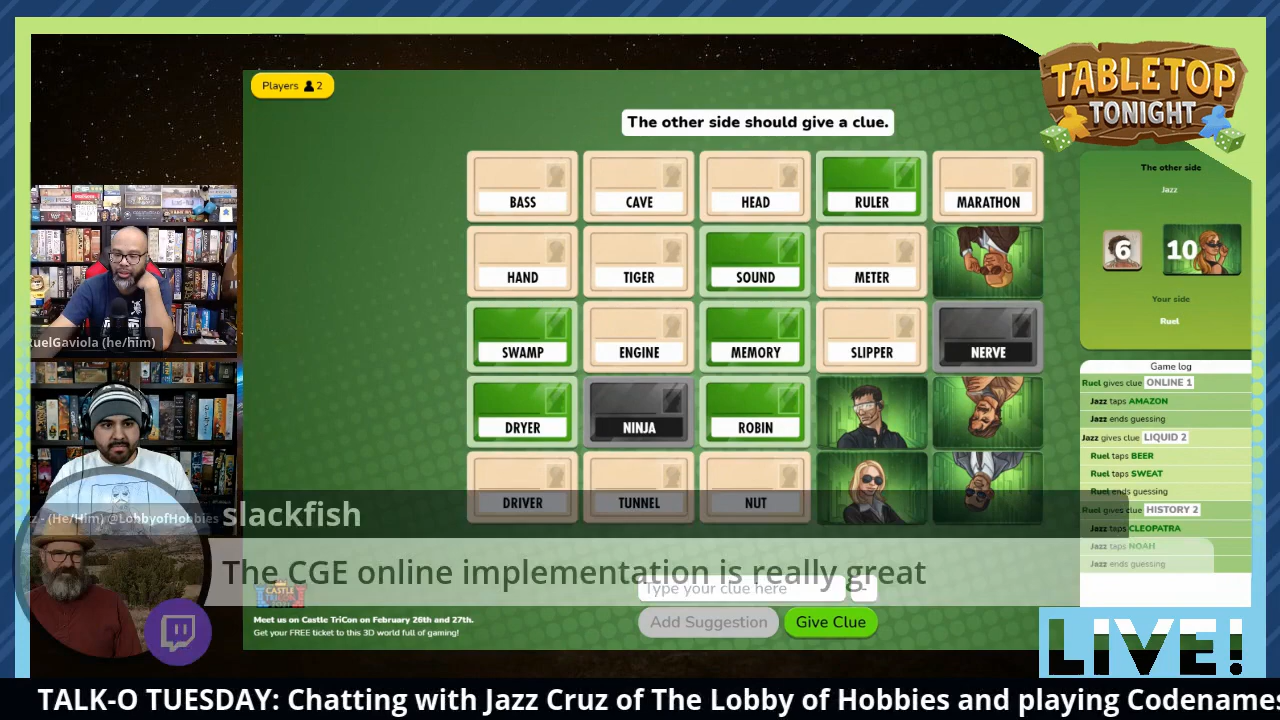 Players 2
The other side should give a clue.
TABLETOP
TONIGHT
BASS
CAVE
HEAD
RULER
MARATHON
HAND
TIGER
SOUND
METER
SWAMP
ENGINE
MEMORY
SLIPPER
NERVE
DRYER
NINJA
ROBIN
DRIVER
TUNNEL
NUT
The other side
Jazz
6
10
Your side
Ruel
Game log
Ruel gives clue ONLINE 1
Jazz taps AMAZON
Jazz ends guessing
Jazz gives clue LIQUID 2
Ruel taps BEER
Ruel taps SWEAT
Ruel ends guessing
Ruel gives clue HISTORY 2
Jazz taps CLEOPATRA
Jazz taps NOAH
Jazz ends guessing
RuelGaviola (he/him)
(He/Him) @LobbyofHobbies
slackfish
The CGE online implementation is really great
Type your clue here
-
Add Suggestion
Give Clue
CASTLE
TRICON
Meet us on Castle TriCon on February 26th and 27th.
Get your FREE ticket to this 3D world full of gaming!
LIVE!
TALK-O TUESDAY: Chatting with Jazz Cruz of The Lobby of Hobbies and playing Codenames